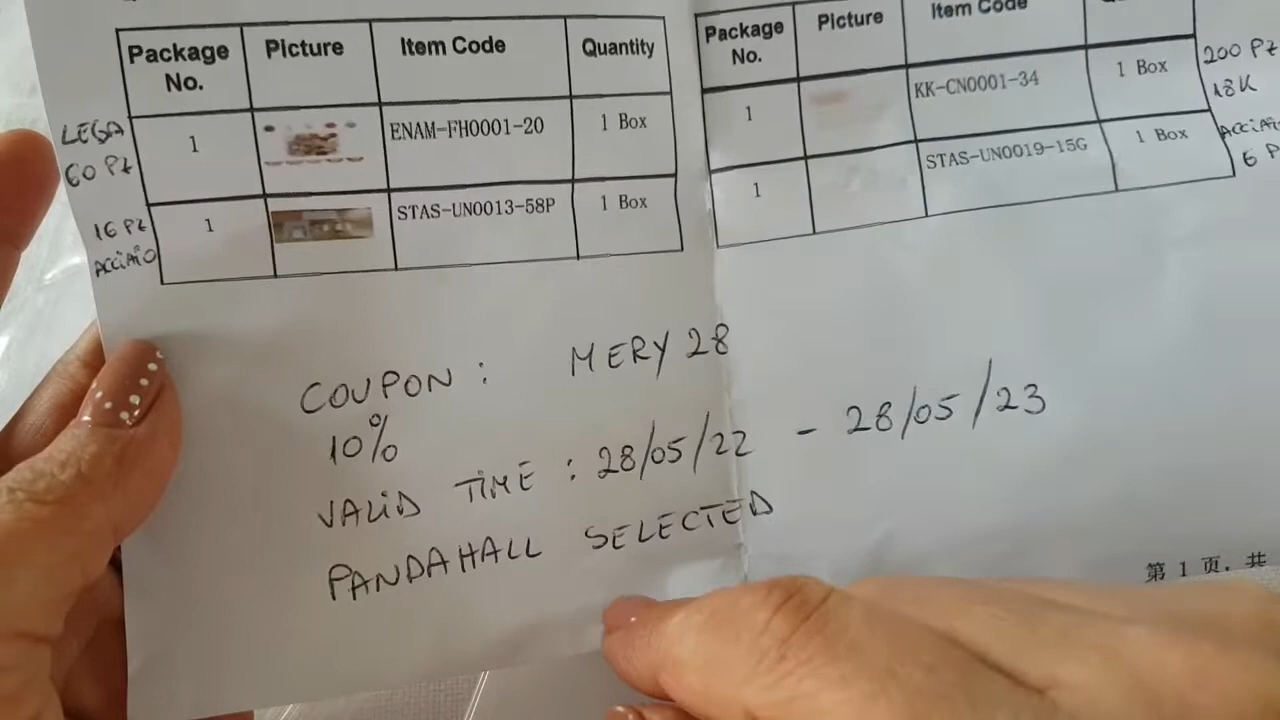 Package No. Picture Item Code Quantity
LEGA 60 PZ 1 ENAM-FH0001-20 1 Box
16 PZ ACCIAIO 1 STAS-UN0013-58P 1 Box
Package No. Picture Item Code
1 KK-CN0001-34 1 Box 200 PZ 18K
1 STAS-UN0019-15G 1 Box ACCIAIO 6 P
COUPON : MERY 28
10%
VALID TIME : 28/05/22 - 28/05/23
PANDAHALL SELECTED
第 1 页, 共